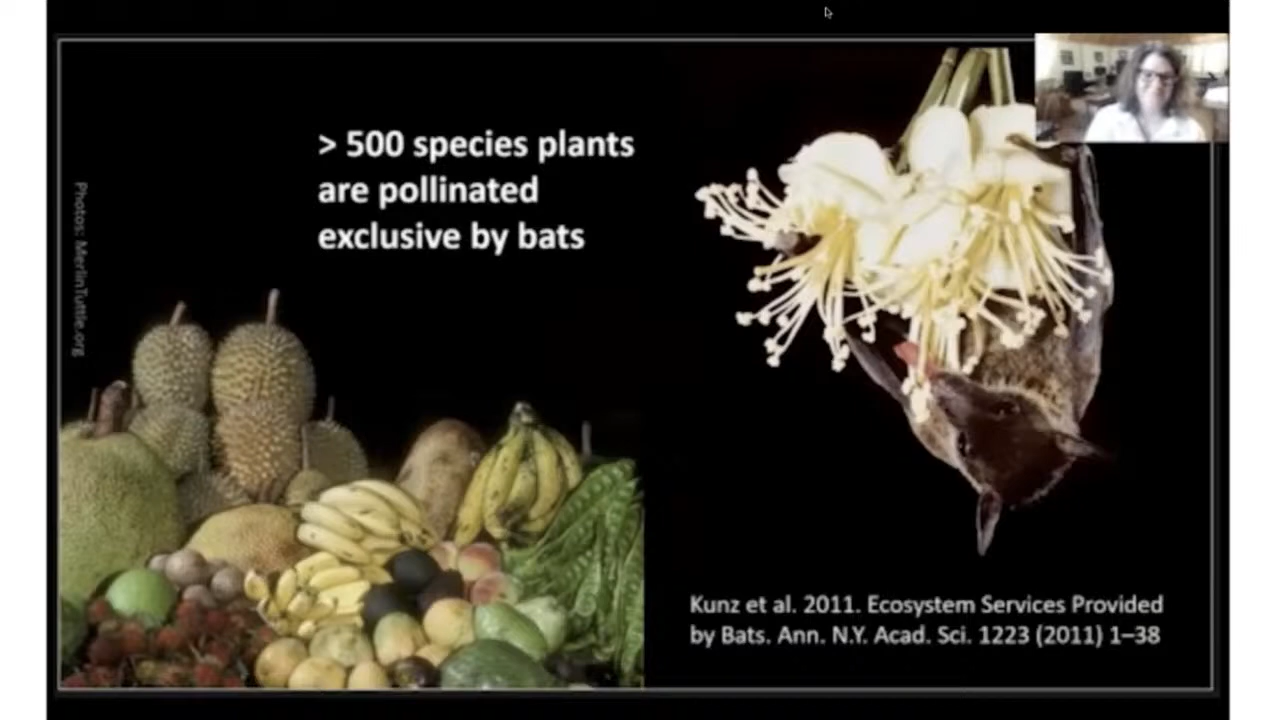 > 500 species plants
are pollinated
exclusive by bats
Photos: MerlinTuttle.org
Kunz et al. 2011. Ecosystem Services Provided
by Bats. Ann. N.Y. Acad. Sci. 1223 (2011) 1–38